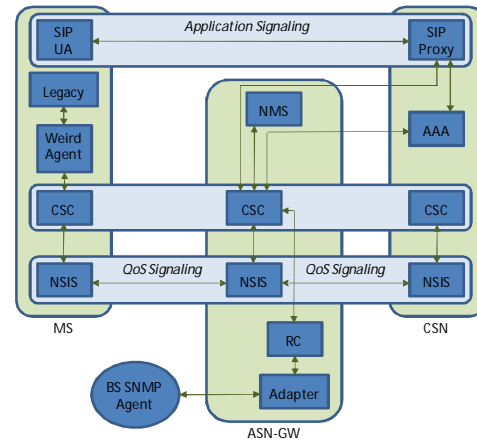 Application Signaling
SIP
UA
SIP
Proxy
Legacy
NMS
AAA
Weird
Agent
CSC
CSC
CSC
QoS Signaling
QoS Signaling
NSIS
NSIS
NSIS
MS
CSN
RC
BS SNMP
Agent
Adapter
ASN-GW